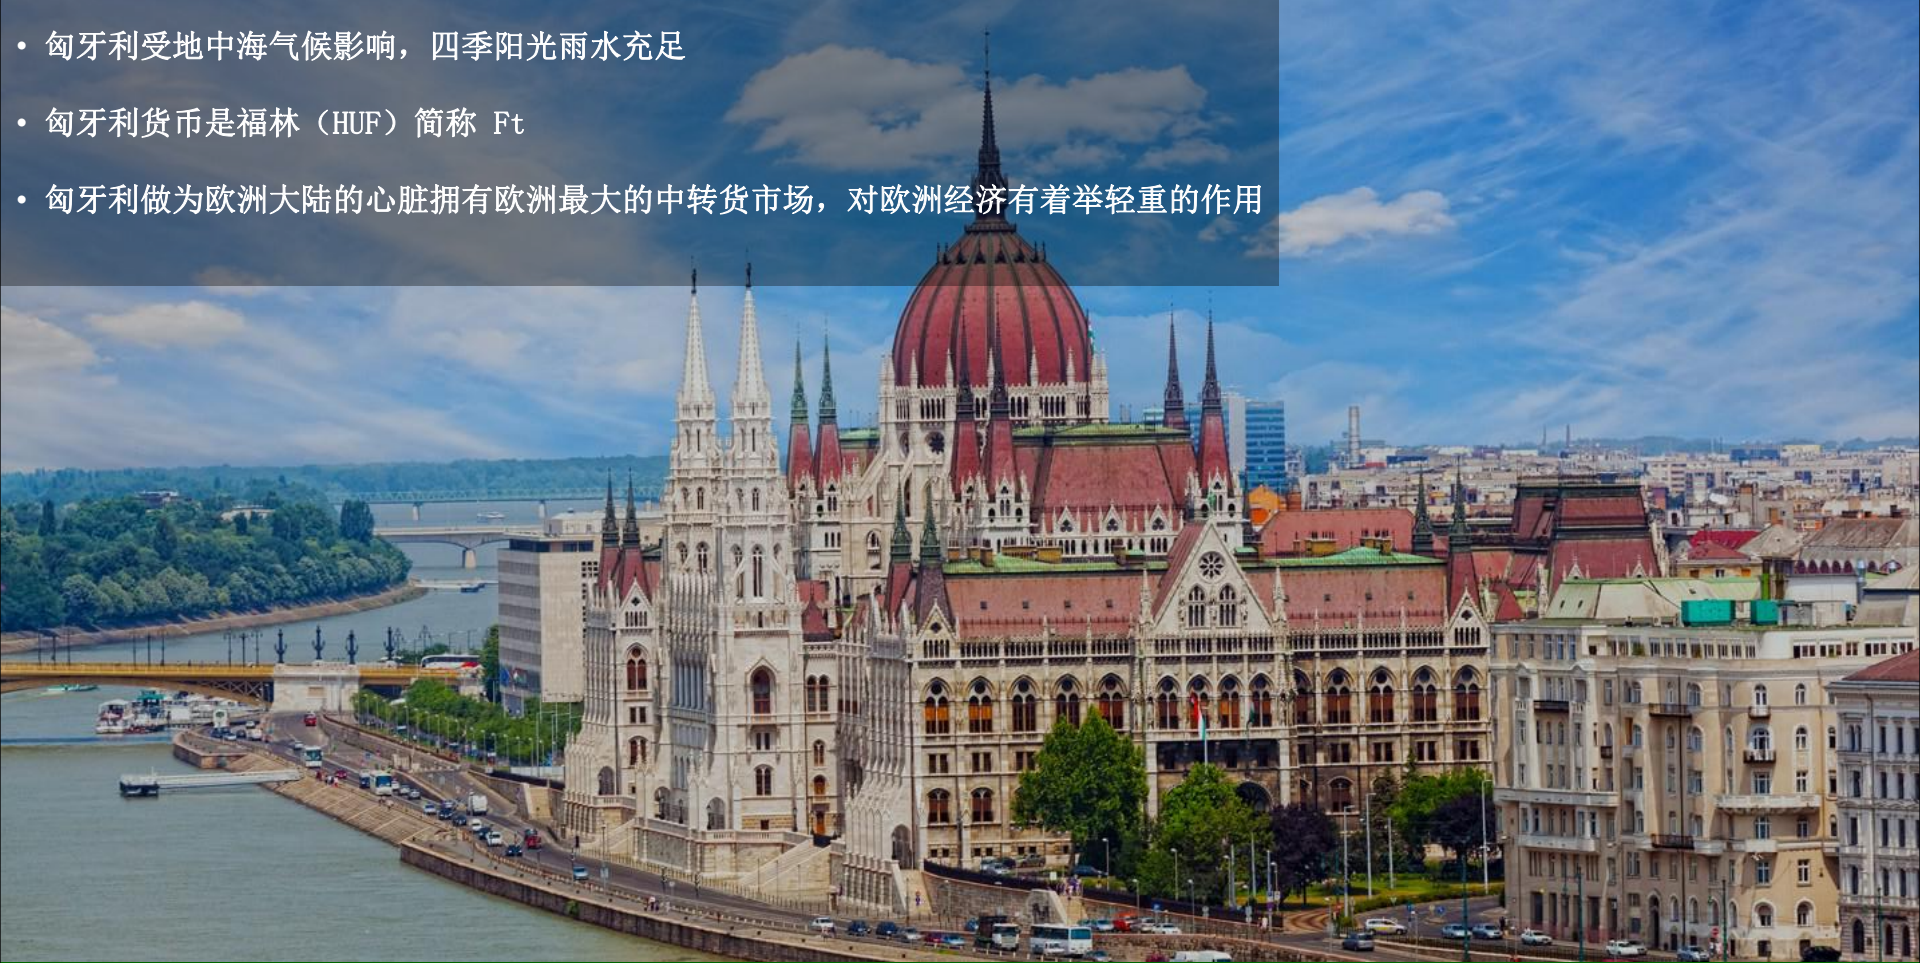 • 匈牙利受地中海气候影响，四季阳光雨水充足
• 匈牙利货币是福林（HUF）简称 Ft
• 匈牙利做为欧洲大陆的心脏拥有欧洲最大的中转货市场，对欧洲经济有着举轻重的作用